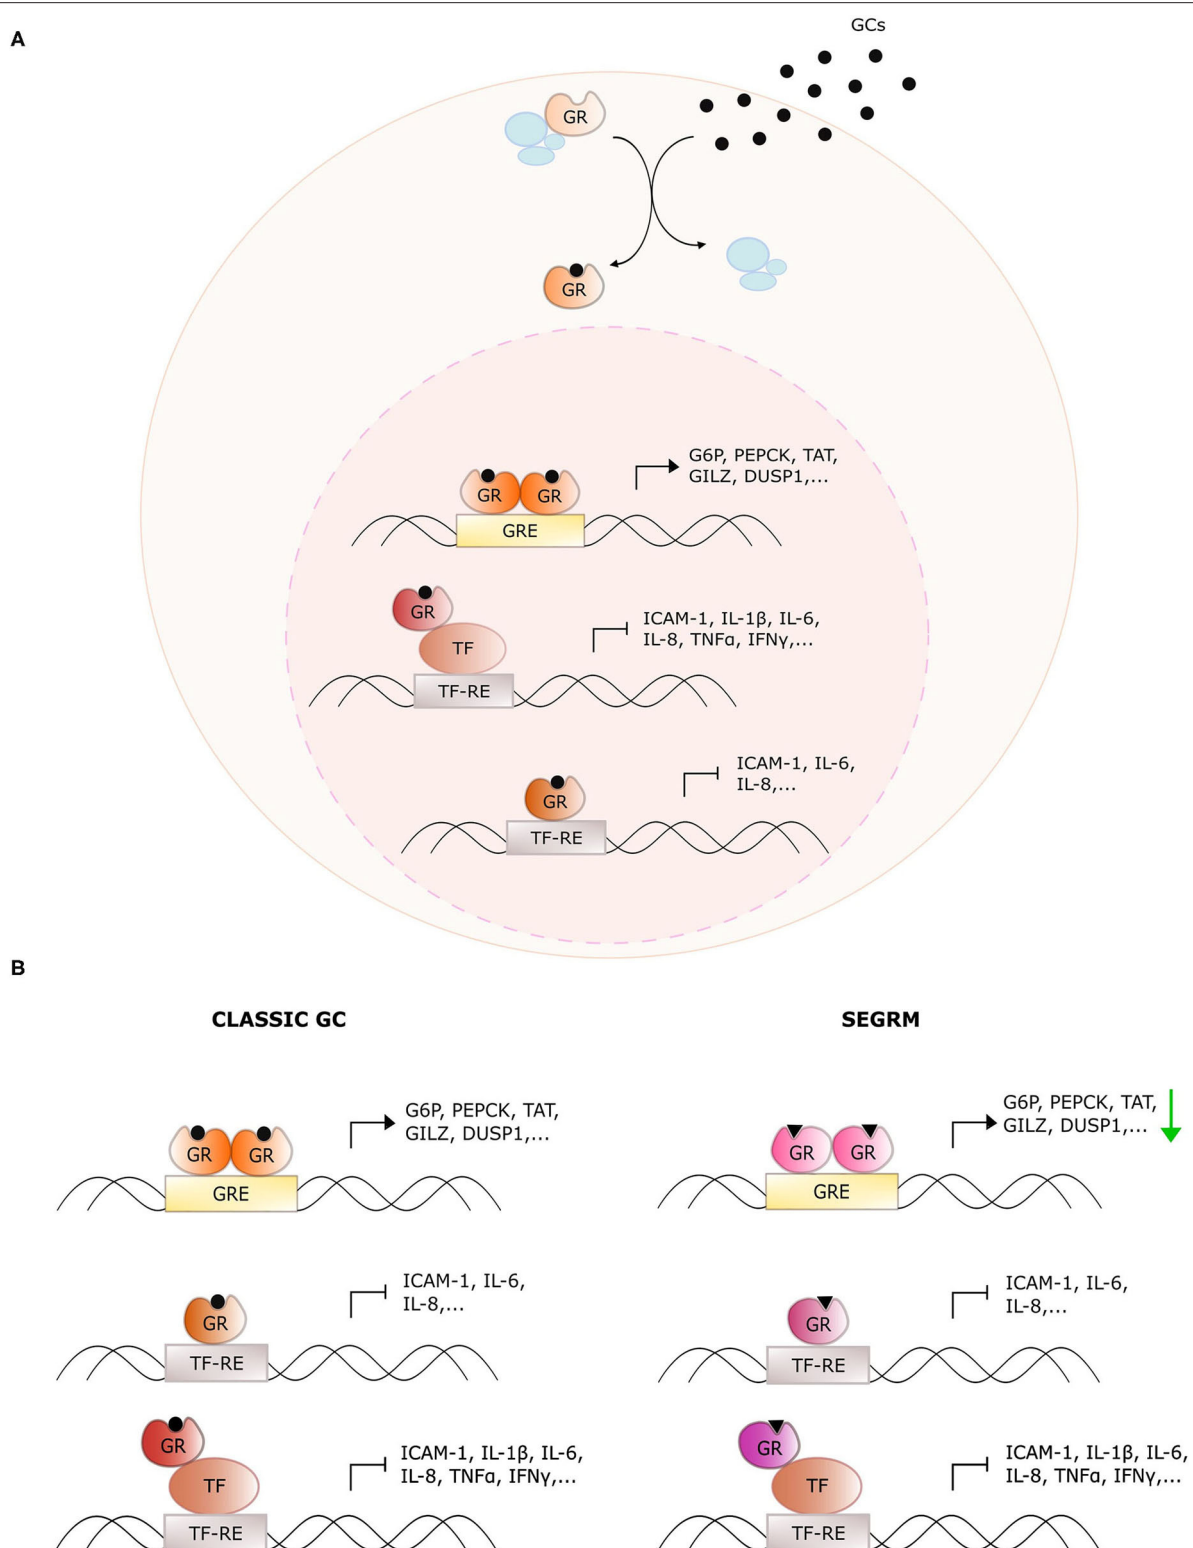 A
GCs
GR
GR
G6P, PEPCK, TAT,
GILZ, DUSP1,...
GR GR
GRE
GR
ICAM-1, IL-1β, IL-6,
IL-8, TNFα, IFNγ,...
TF
TF-RE
ICAM-1, IL-6,
IL-8,...
GR
TF-RE
B
CLASSIC GC
G6P, PEPCK, TAT,
GILZ, DUSP1,...
GR GR
GRE
ICAM-1, IL-6,
IL-8,...
GR
TF-RE
GR
ICAM-1, IL-1β, IL-6,
IL-8, TNFα, IFNγ,...
TF
TF-RE
SEGRM
G6P, PEPCK, TAT,
GILZ, DUSP1,...
GR GR
GRE
ICAM-1, IL-6,
IL-8,...
GR
TF-RE
GR
ICAM-1, IL-1β, IL-6,
IL-8, TNFα, IFNγ,...
TF
TF-RE